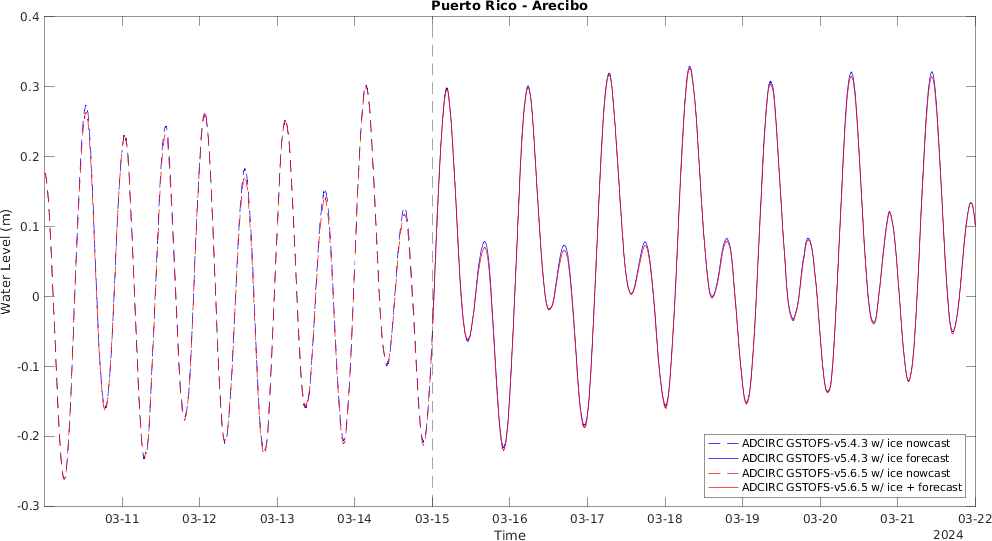 Puerto Rico - Arecibo
0.4
0.3
0.2
0.1
0
-0.1
-0.2
-0.3
Water Level (m)
ADCIRC GSTOFS-v5.4.3 w/ ice nowcast
ADCIRC GSTOFS-v5.4.3 w/ ice forecast
ADCIRC GSTOFS-v5.6.5 w/ ice nowcast
ADCIRC GSTOFS-v5.6.5 w/ ice + forecast
03-11 03-12 03-13 03-14 03-15 03-16 03-17 03-18 03-19 03-20 03-21 03-22
Time 2024